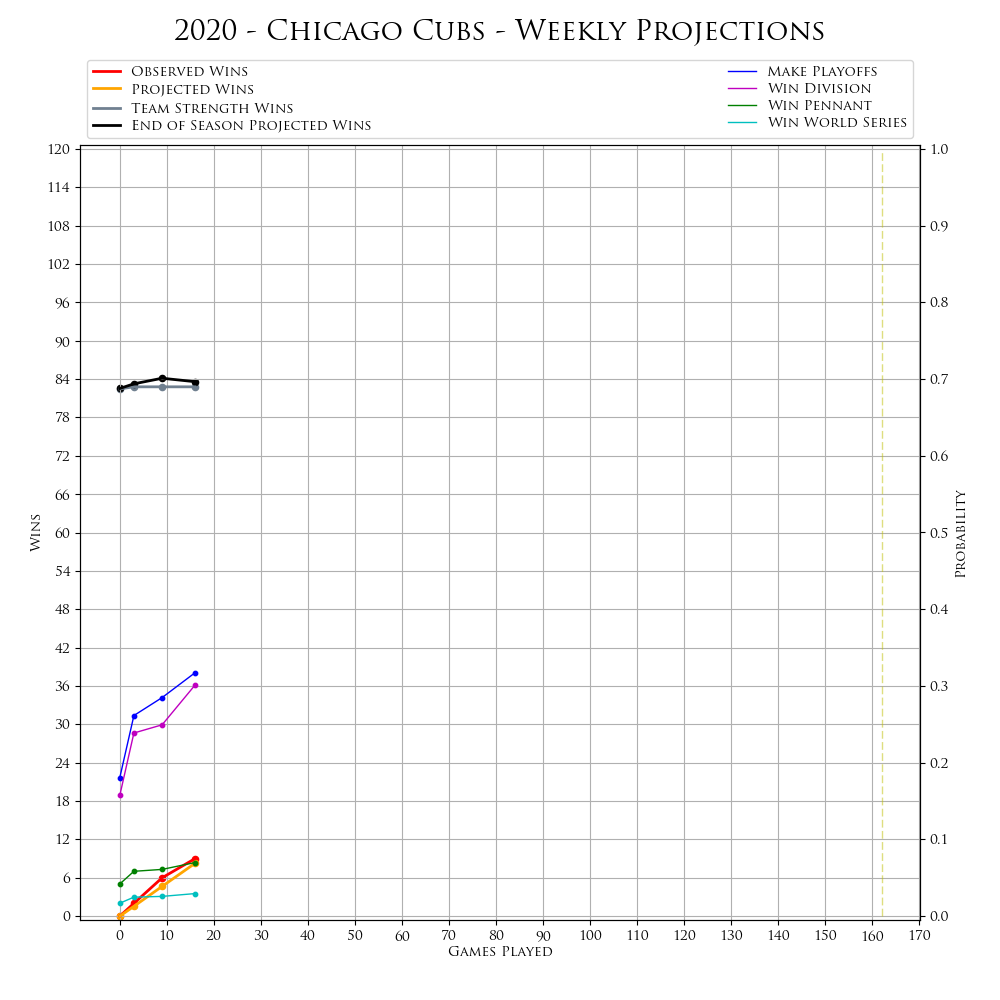 2020 - Chicago Cubs - Weekly Projections
Observed Wins
Projected Wins
Team Strength Wins
End of Season Projected Wins
Make Playoffs
Win Division
Win Pennant
Win World Series
120
114
108
102
96
90
84
78
72
66
60
54
48
42
36
30
24
18
12
6
0
Wins
1.0
0.9
0.8
0.7
0.6
0.5
0.4
0.3
0.2
0.1
0.0
Probability
0 10 20 30 40 50 60 70 80 90 100 110 120 130 140 150 160 170
Games Played